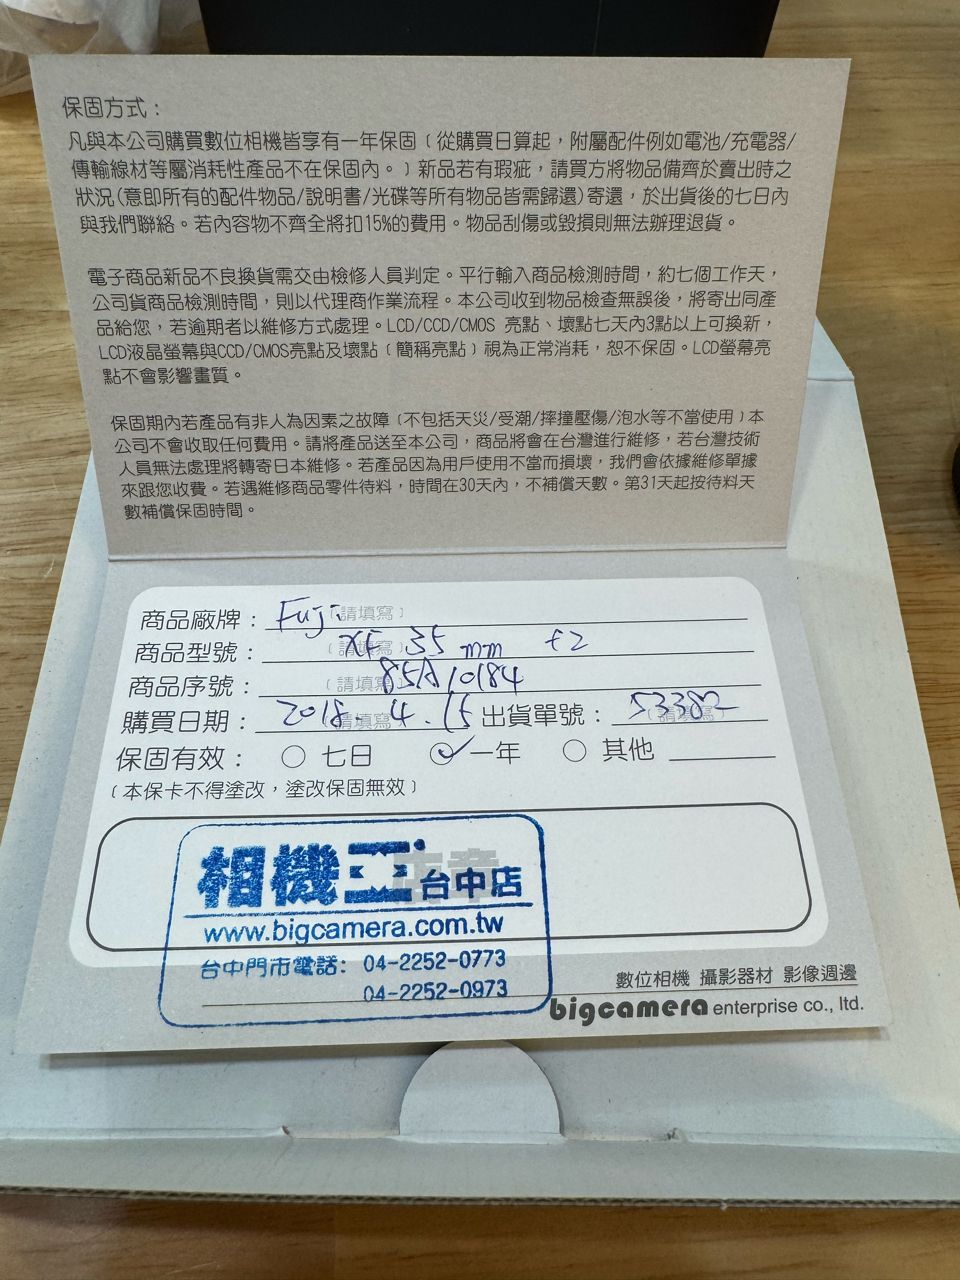 保固方式：
凡與本公司購買數位相機皆享有一年保固﹝從購買日算起，附屬配件例如電池/充電器/
傳輸線材等屬消耗性產品不在保固內。﹞新品若有瑕疵，請買方將物品備齊於賣出時之
狀況(意即所有的配件物品/說明書/光碟等所有物品皆需歸還)寄還，於出貨後的七日內
與我們聯絡。若內容物不齊全將扣15%的費用。物品刮傷或毀損則無法辦理退貨。
電子商品新品不良換貨需交由檢修人員判定。平行輸入商品檢測時間，約七個工作天，
公司貨商品檢測時間，則以代理商作業流程。本公司收到物品檢查無誤後，將寄出同產
品給您，若逾期者以維修方式處理。LCD/CCD/CMOS 亮點、壞點七天內3點以上可換新，
LCD液晶螢幕與CCD/CMOS亮點及壞點﹝簡稱亮點﹞視為正常消耗，恕不保固。LCD螢幕亮
點不會影響畫質。
保固期內若產品有非人為因素之故障﹝不包括天災/受潮/摔撞壓傷/泡水等不當使用﹞本
公司不會收取任何費用。請將產品送至本公司，商品將會在台灣進行維修，若台灣技術
人員無法處理將轉寄日本維修。若產品因為用戶使用不當而損壞，我們會依據維修單據
來跟您收費。若遇維修商品零件待料，時間在30天內，不補償天數。第31天起按待料天
數補償保固時間。
商品廠牌：Fuji﹝請填寫﹞
商品型號：﹝請填寫﹞XF 35 mm f2
商品序號：﹝請填寫﹞85A10184
購買日期：2018.4.15﹝請填寫﹞出貨單號：53382﹝請填寫﹞
保固有效：○ 七日 ✓一年 ○ 其他
﹝本保卡不得塗改，塗改保固無效﹞
店章
相機王 台中店
www.bigcamera.com.tw
台中門市電話：04-2252-0773
04-2252-0973
數位相機 攝影器材 影像週邊
bigcamera enterprise co., ltd.